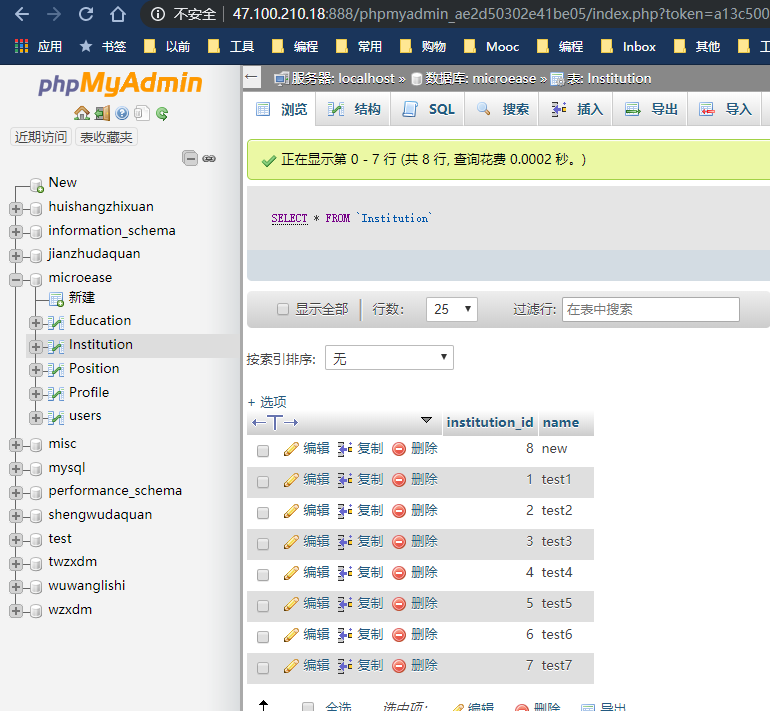 不安全 47.100.210.18:888/phpmyadmin_ae2d50302e41be05/index.php?token=a13c500
应用 书签 以前 工具 编程 常用 购物 Mooc 编程 Inbox 其他 工
phpMyAdmin
近期访问 表收藏夹
New
huishangzhixuan
information_schema
jianzhudaquan
microease
新建
Education
Institution
Position
Profile
users
misc
mysql
performance_schema
shengwudaquan
test
twzxdm
wuwanglishi
wzxdm
服务器: localhost » 数据库: microease » 表: Institution
浏览 结构 SQL 搜索 插入 导出 导入
正在显示第 0 - 7 行 (共 8 行, 查询花费 0.0002 秒。)
SELECT * FROM `Institution`
显示全部 行数: 25 过滤行: 在表中搜索
按索引排序: 无
+ 选项
←T→ institution_id name
编辑 复制 删除 8 new
编辑 复制 删除 1 test1
编辑 复制 删除 2 test2
编辑 复制 删除 3 test3
编辑 复制 删除 4 test4
编辑 复制 删除 5 test5
编辑 复制 删除 6 test6
编辑 复制 删除 7 test7
全选 选中项: 编辑 删除 导出